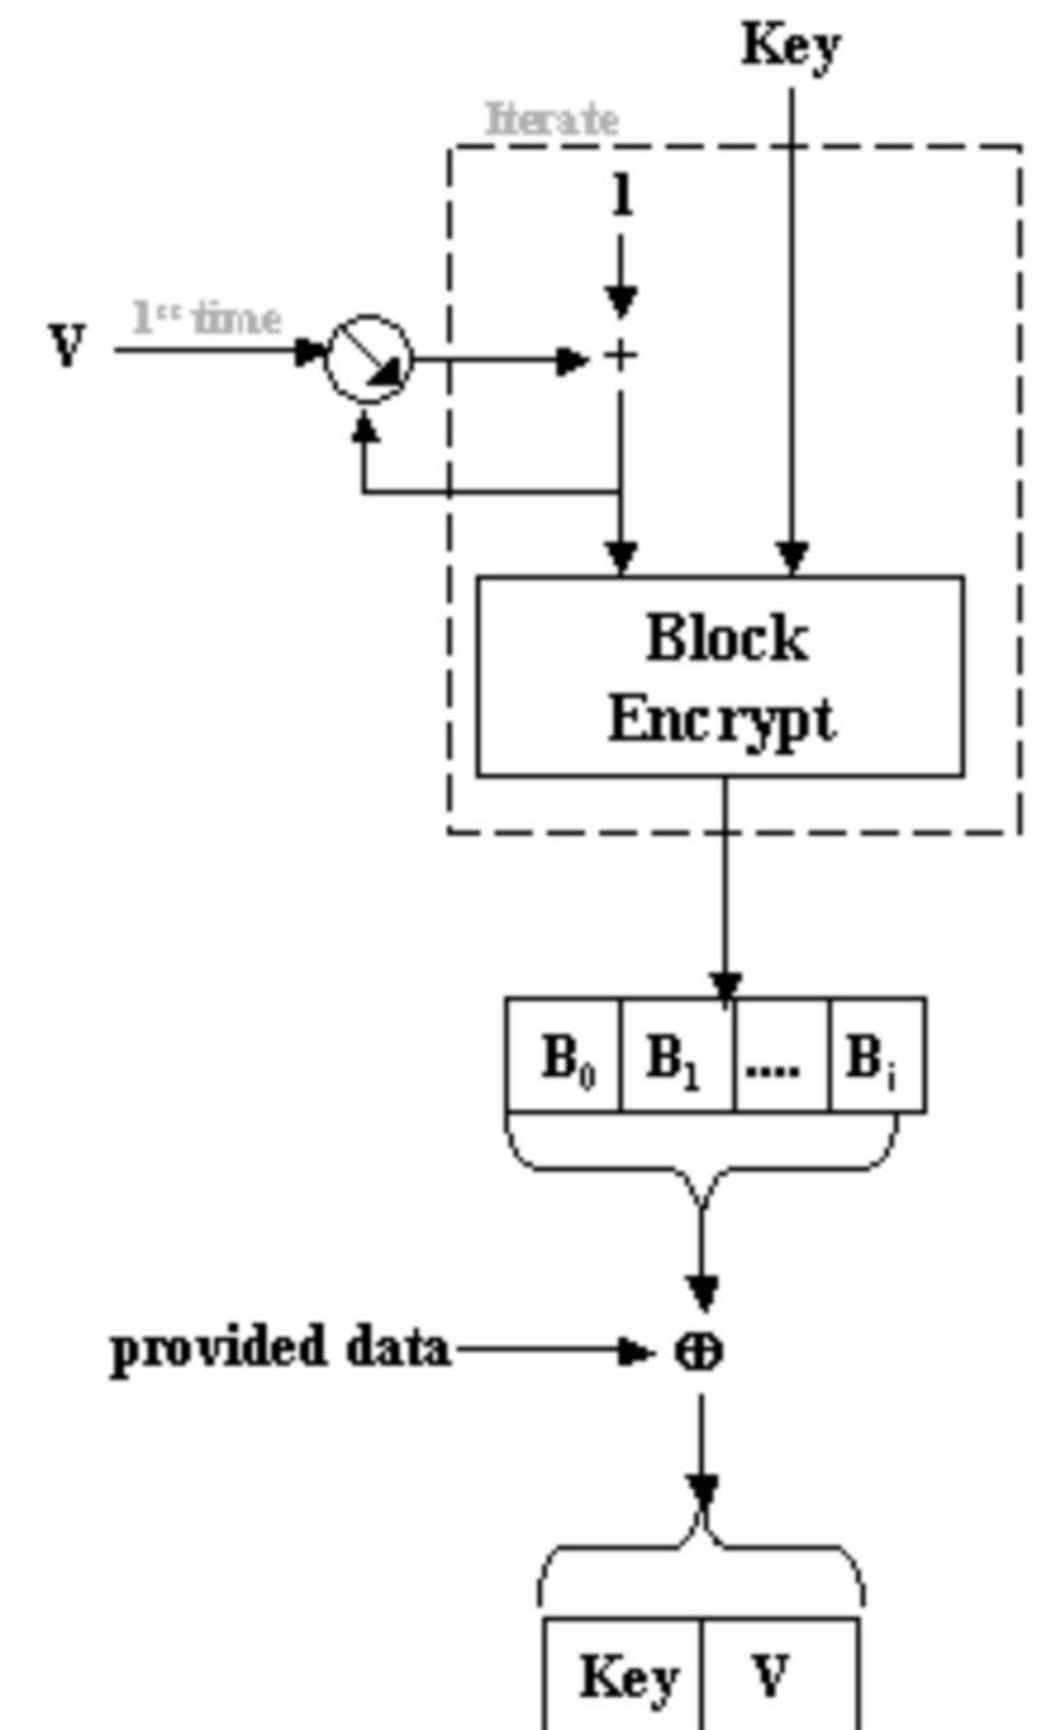 Key
Iterate
1
V 1st time
+
Block
Encrypt
B0 B1 .... Bi
provided data ⊕
Key V